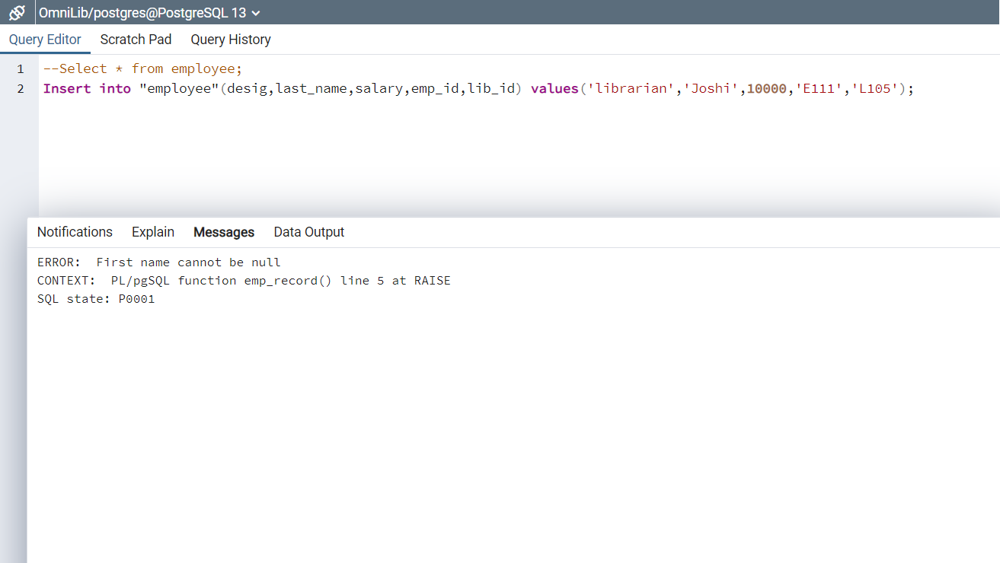 OmniLib/postgres@PostgreSQL 13
Query Editor Scratch Pad Query History
1 --Select * from employee;
2 Insert into "employee"(desig,last_name,salary,emp_id,lib_id) values('librarian','Joshi',10000,'E111','L105');
Notifications Explain Messages Data Output
ERROR:  First name cannot be null
CONTEXT:  PL/pgSQL function emp_record() line 5 at RAISE
SQL state: P0001